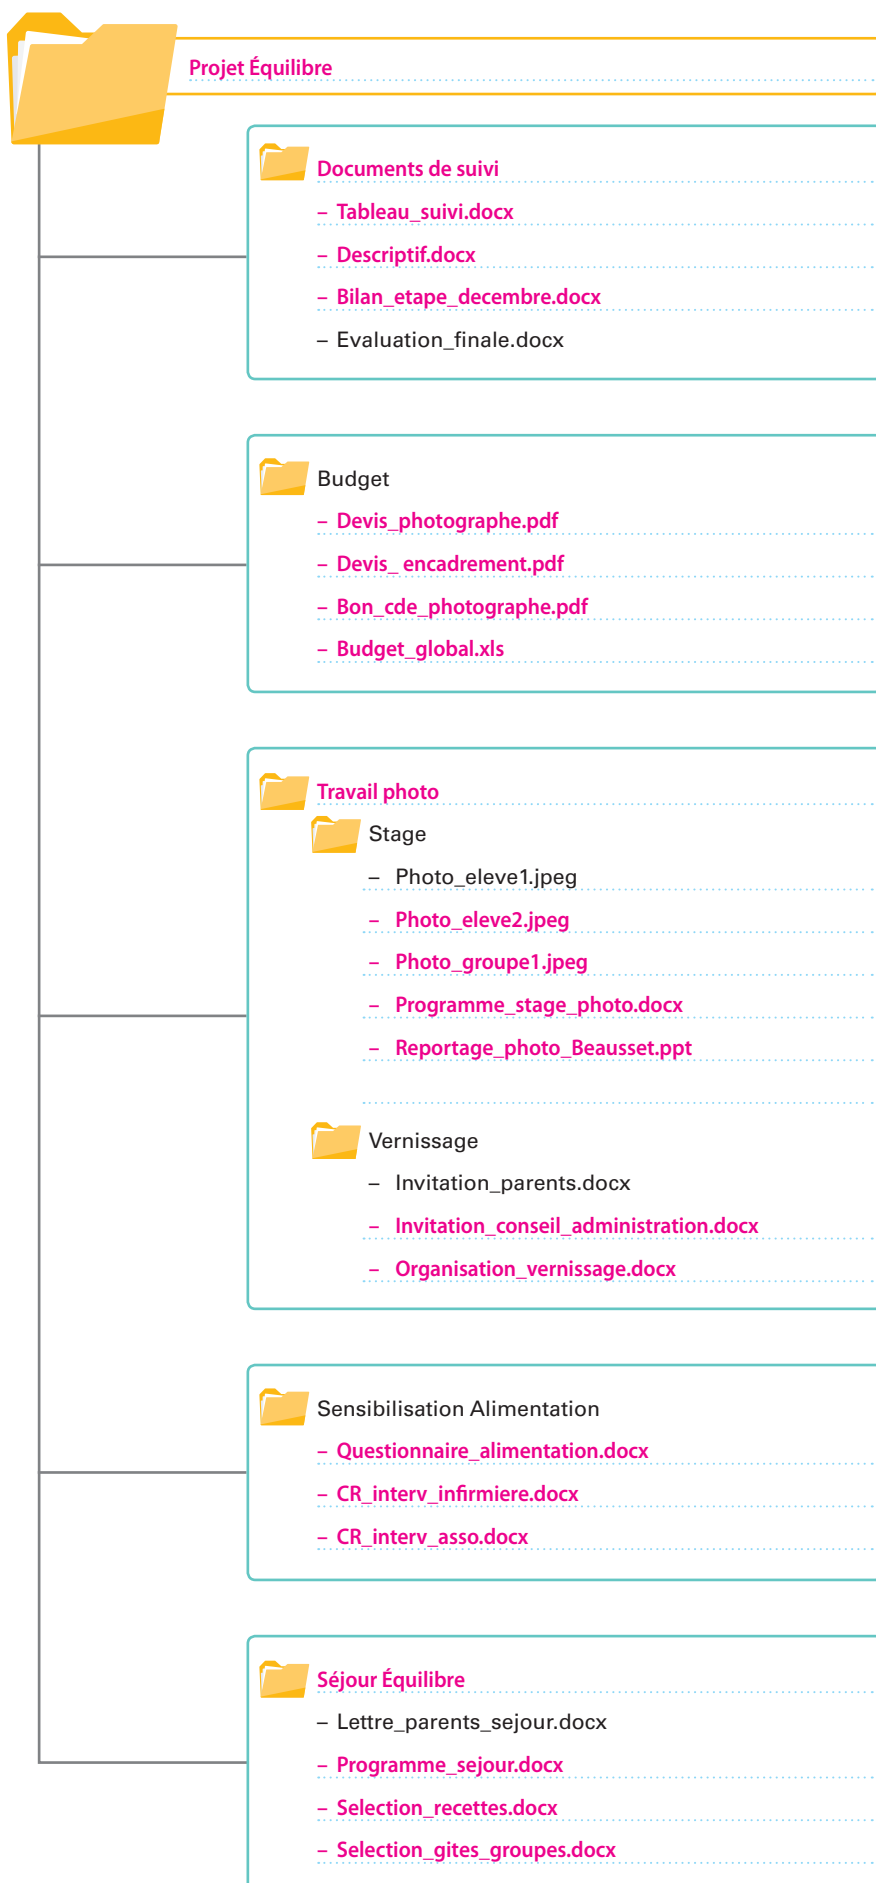 Projet Équilibre
Documents de suivi
– Tableau_suivi.docx
– Descriptif.docx
– Bilan_etape_decembre.docx
– Evaluation_finale.docx
Budget
– Devis_photographe.pdf
– Devis_ encadrement.pdf
– Bon_cde_photographe.pdf
– Budget_global.xls
Travail photo
Stage
– Photo_eleve1.jpeg
– Photo_eleve2.jpeg
– Photo_groupe1.jpeg
– Programme_stage_photo.docx
– Reportage_photo_Beausset.ppt
Vernissage
– Invitation_parents.docx
– Invitation_conseil_administration.docx
– Organisation_vernissage.docx
Sensibilisation Alimentation
– Questionnaire_alimentation.docx
– CR_interv_infirmiere.docx
– CR_interv_asso.docx
Séjour Équilibre
– Lettre_parents_sejour.docx
– Programme_sejour.docx
– Selection_recettes.docx
– Selection_gites_groupes.docx